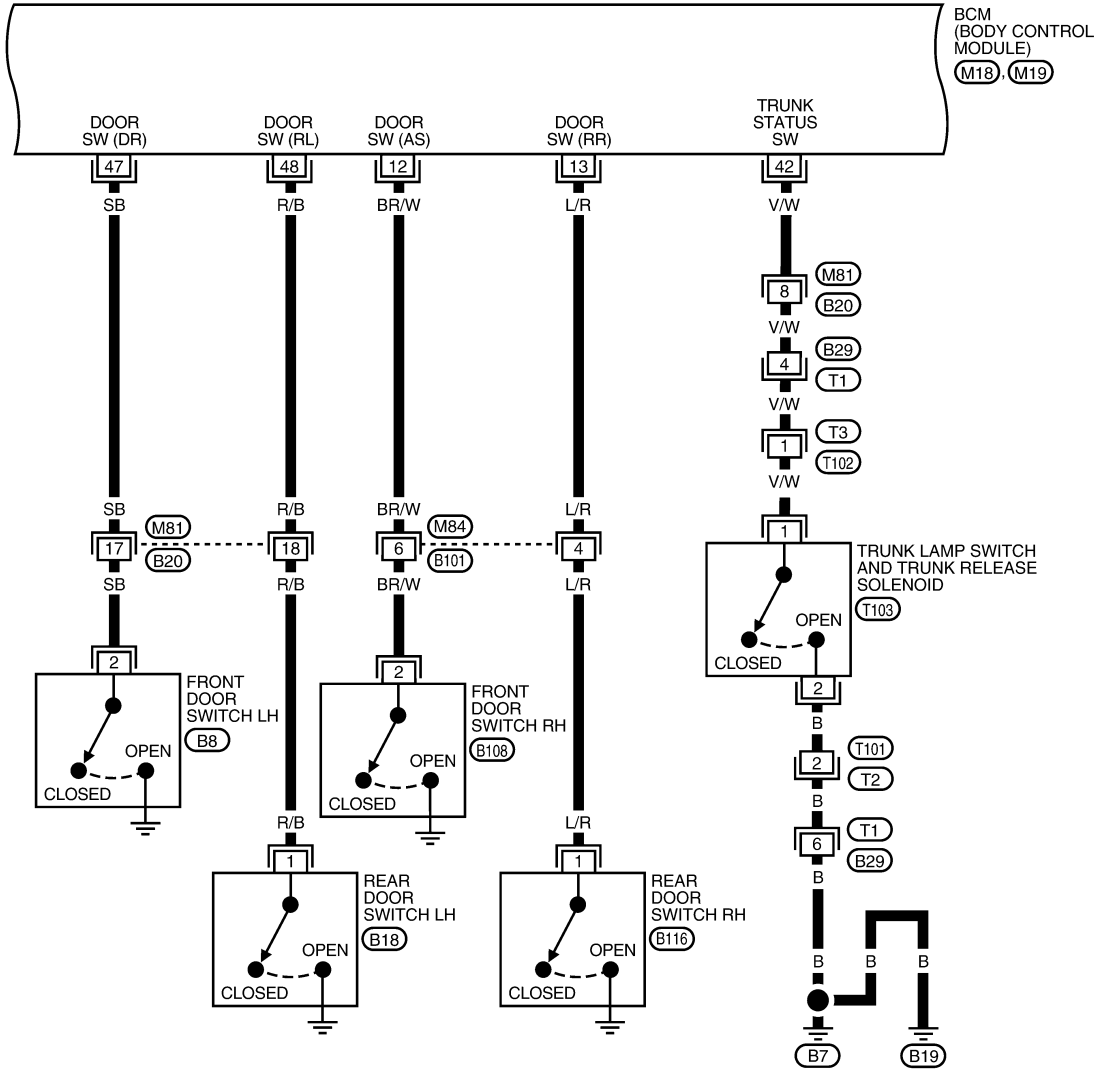 BCM
(BODY CONTROL
MODULE)
M18, M19
DOOR
SW (DR)
DOOR
SW (RL)
DOOR
SW (AS)
DOOR
SW (RR)
TRUNK
STATUS
SW
47
48
12
13
42
SB
R/B
BR/W
L/R
V/W
8
M81
B20
V/W
4
B29
T1
V/W
1
T3
T102
V/W
SB
R/B
BR/W
L/R
17
M81
B20
18
6
M84
B101
4
SB
R/B
BR/W
L/R
1
TRUNK LAMP SWITCH
AND TRUNK RELEASE
SOLENOID
T103
OPEN
CLOSED
2
B
2
T101
T2
B
6
T1
B29
B
2
FRONT
DOOR
SWITCH LH
B8
OPEN
CLOSED
2
FRONT
DOOR
SWITCH RH
B108
OPEN
CLOSED
R/B
L/R
1
REAR
DOOR
SWITCH LH
B18
OPEN
CLOSED
1
REAR
DOOR
SWITCH RH
B116
OPEN
CLOSED
B
B
B
B7
B19